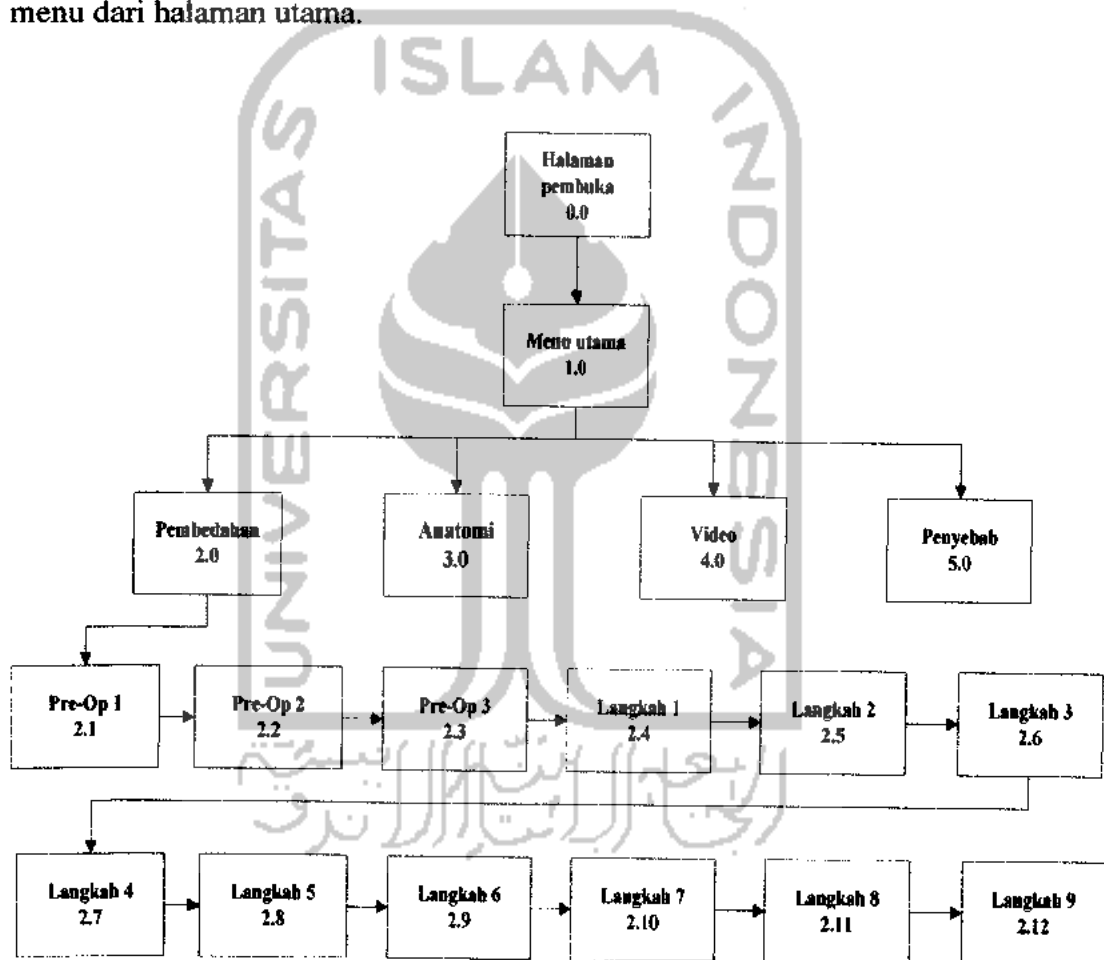 menu dari halaman utama.
ISLAM
UNIVERSITAS
INDONESIA
Halaman
pembuka
0.0
Menu utama
1.0
Pembedahan
2.0
Anatomi
3.0
Video
4.0
Penyebab
5.0
Pre-Op 1
2.1
Pre-Op 2
2.2
Pre-Op 3
2.3
Langkah 1
2.4
Langkah 2
2.5
Langkah 3
2.6
Langkah 4
2.7
Langkah 5
2.8
Langkah 6
2.9
Langkah 7
2.10
Langkah 8
2.11
Langkah 9
2.12